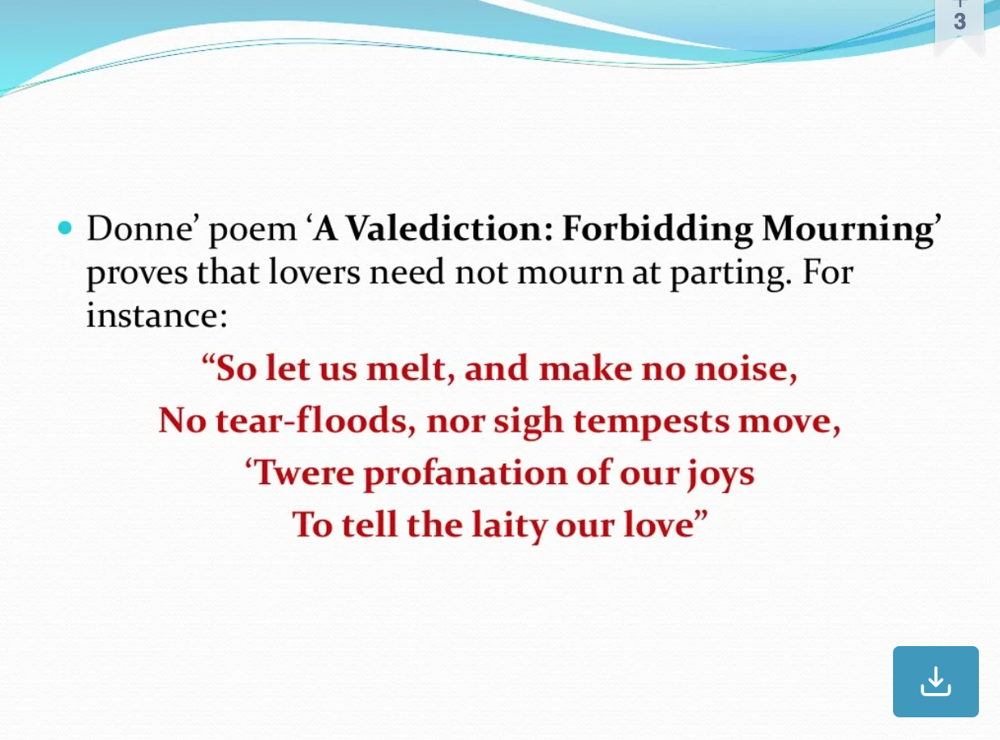 3
• Donne’ poem ‘A Valediction: Forbidding Mourning’
proves that lovers need not mourn at parting. For
instance:
“So let us melt, and make no noise,
No tear-floods, nor sigh tempests move,
‘Twere profanation of our joys
To tell the laity our love”